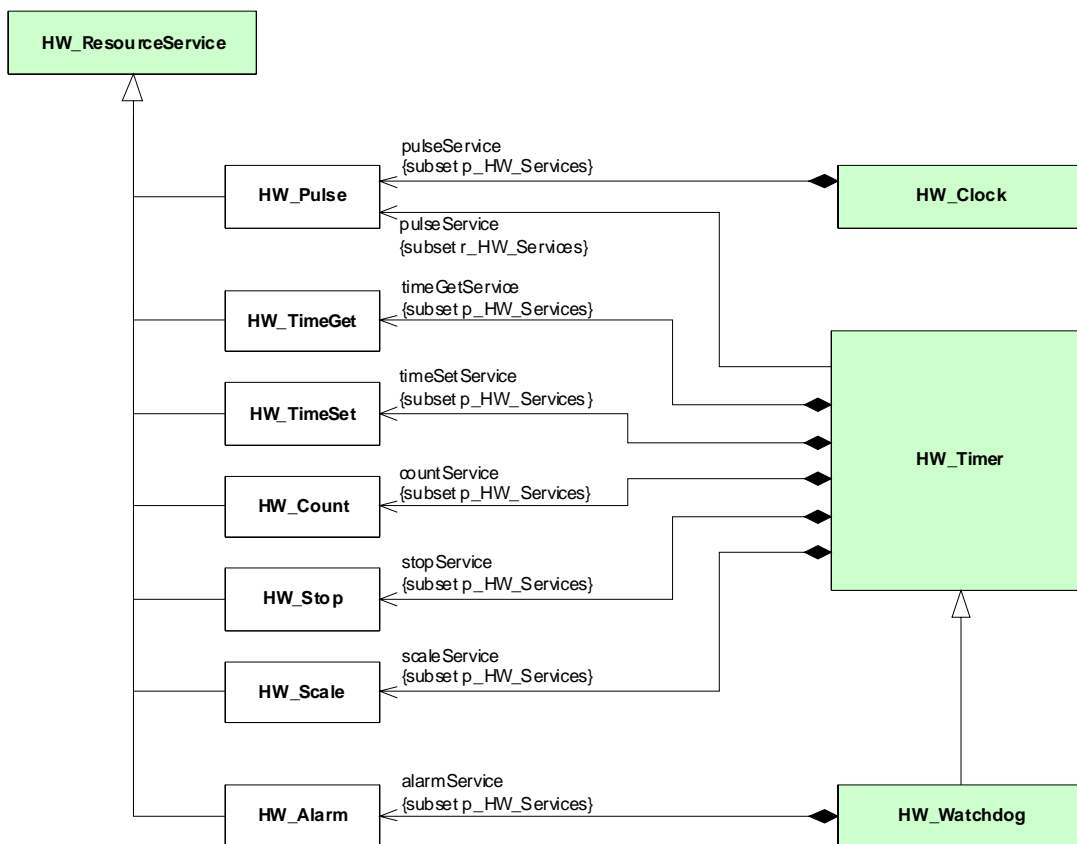 HW_ResourceService
pulseService
{subset p_HW_Services}
HW_Pulse
HW_Clock
pulseService
{subset r_HW_Services}
timeGetService
{subset p_HW_Services}
HW_TimeGet
timeSetService
{subset p_HW_Services}
HW_TimeSet
HW_Timer
countService
{subset p_HW_Services}
HW_Count
stopService
{subset p_HW_Services}
HW_Stop
scaleService
{subset p_HW_Services}
HW_Scale
alarmService
{subset p_HW_Services}
HW_Alarm
HW_Watchdog